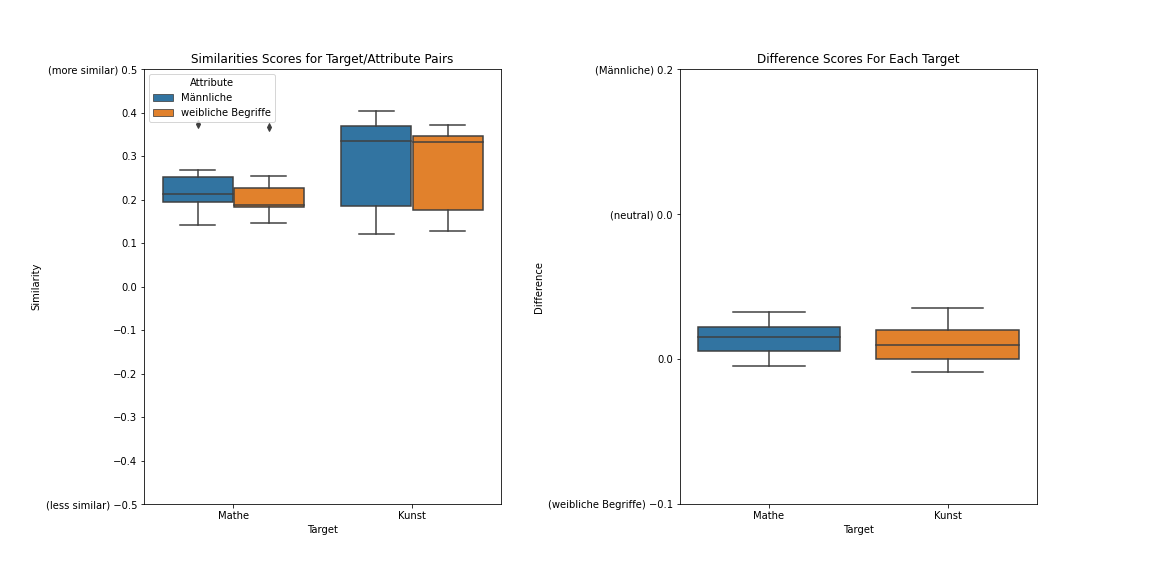 Similarities Scores for Target/Attribute Pairs
(more similar) 0.5
0.4
0.3
0.2
0.1
0.0
−0.1
−0.2
−0.3
−0.4
(less similar) −0.5
Similarity
Attribute
Männliche
weibliche Begriffe
Mathe
Kunst
Target
Difference Scores For Each Target
(Männliche) 0.2
(neutral) 0.0
0.0
(weibliche Begriffe) −0.1
Difference
Mathe
Kunst
Target